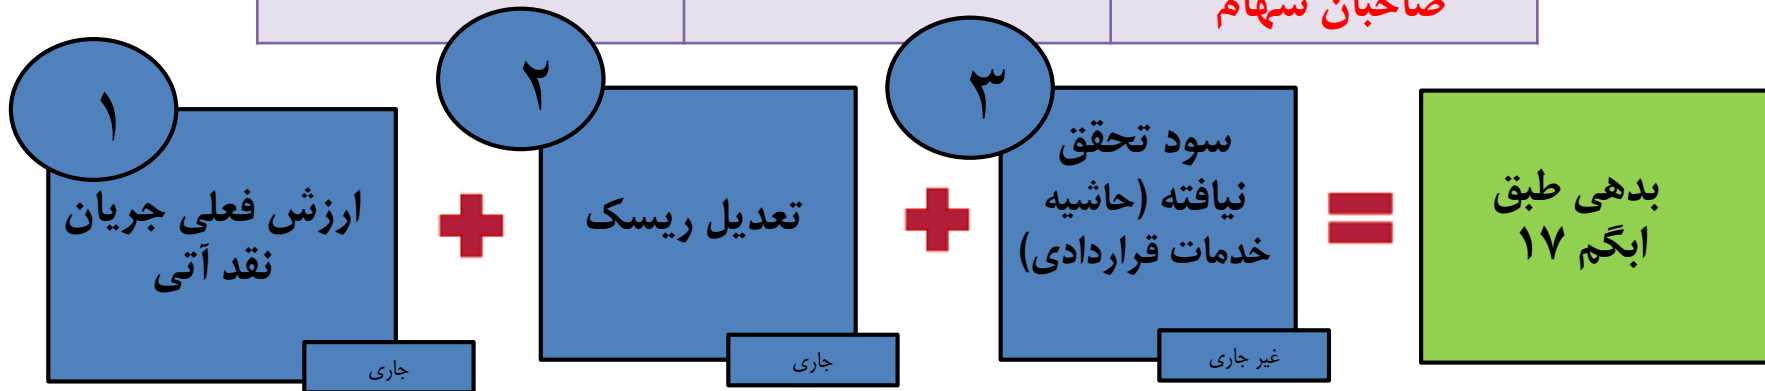 صاحبان سهام
۱
ارزش فعلی جریان
نقد آتی
جاری
۲
تعدیل ریسک
جاری
۳
سود تحقق
نیافته (حاشیه
خدمات قراردادی)
غیر جاری
بدهی طبق
ابگم ۱۷